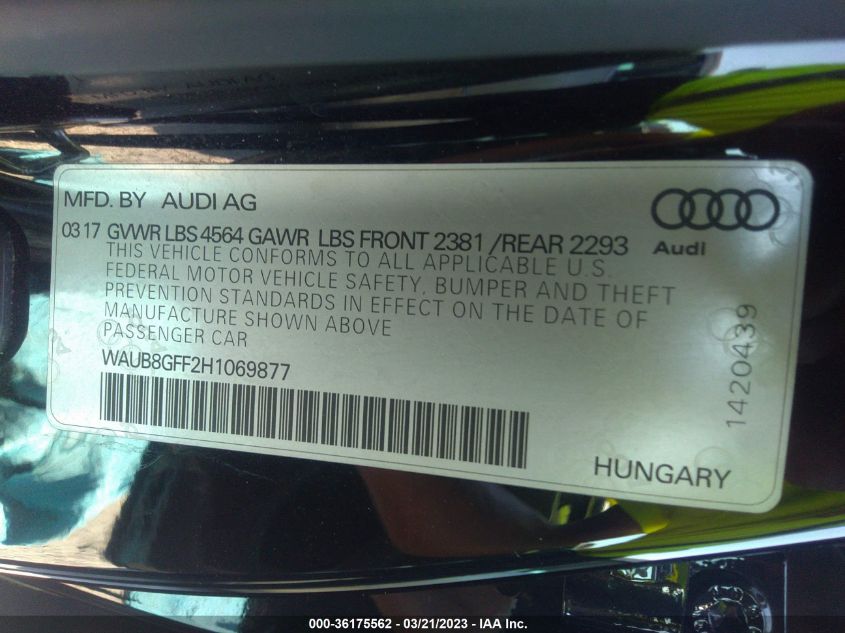 MFD. BY AUDI AG
Audi
0317 GVWR LBS 4564 GAWR LBS FRONT 2381 /REAR 2293
THIS VEHICLE CONFORMS TO ALL APPLICABLE U.S.
FEDERAL MOTOR VEHICLE SAFETY, BUMPER AND THEFT
PREVENTION STANDARDS IN EFFECT ON THE DATE OF
MANUFACTURE SHOWN ABOVE
PASSENGER CAR
WAUB8GFF2H1069877
1420439
HUNGARY
000-36175562 - 03/21/2023 - IAA Inc.